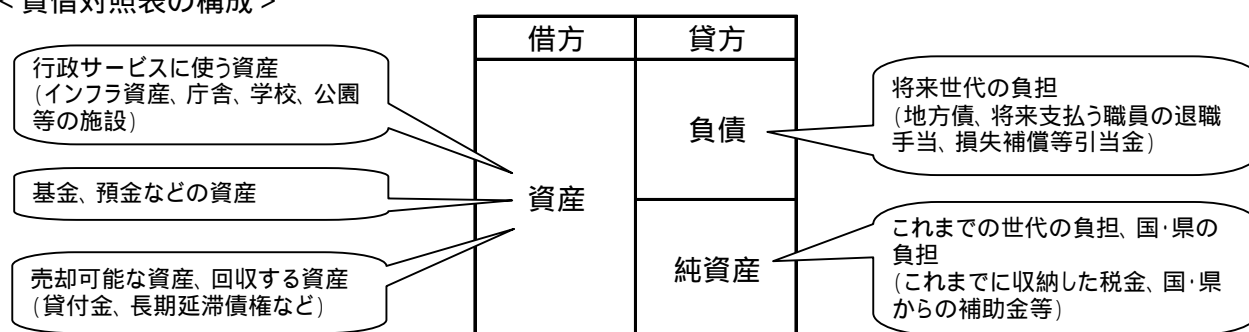 <貸借対照表の構成>
借方
貸方
行政サービスに使う資産
(インフラ資産、庁舎、学校、公園
等の施設)
基金、預金などの資産
売却可能な資産、回収する資産
(貸付金、長期延滞債権など)
資産
負債
純資産
将来世代の負担
(地方債、将来支払う職員の退職
手当、損失補償等引当金)
これまでの世代の負担、国・県の
負担
(これまでに収納した税金、国・県
からの補助金等)